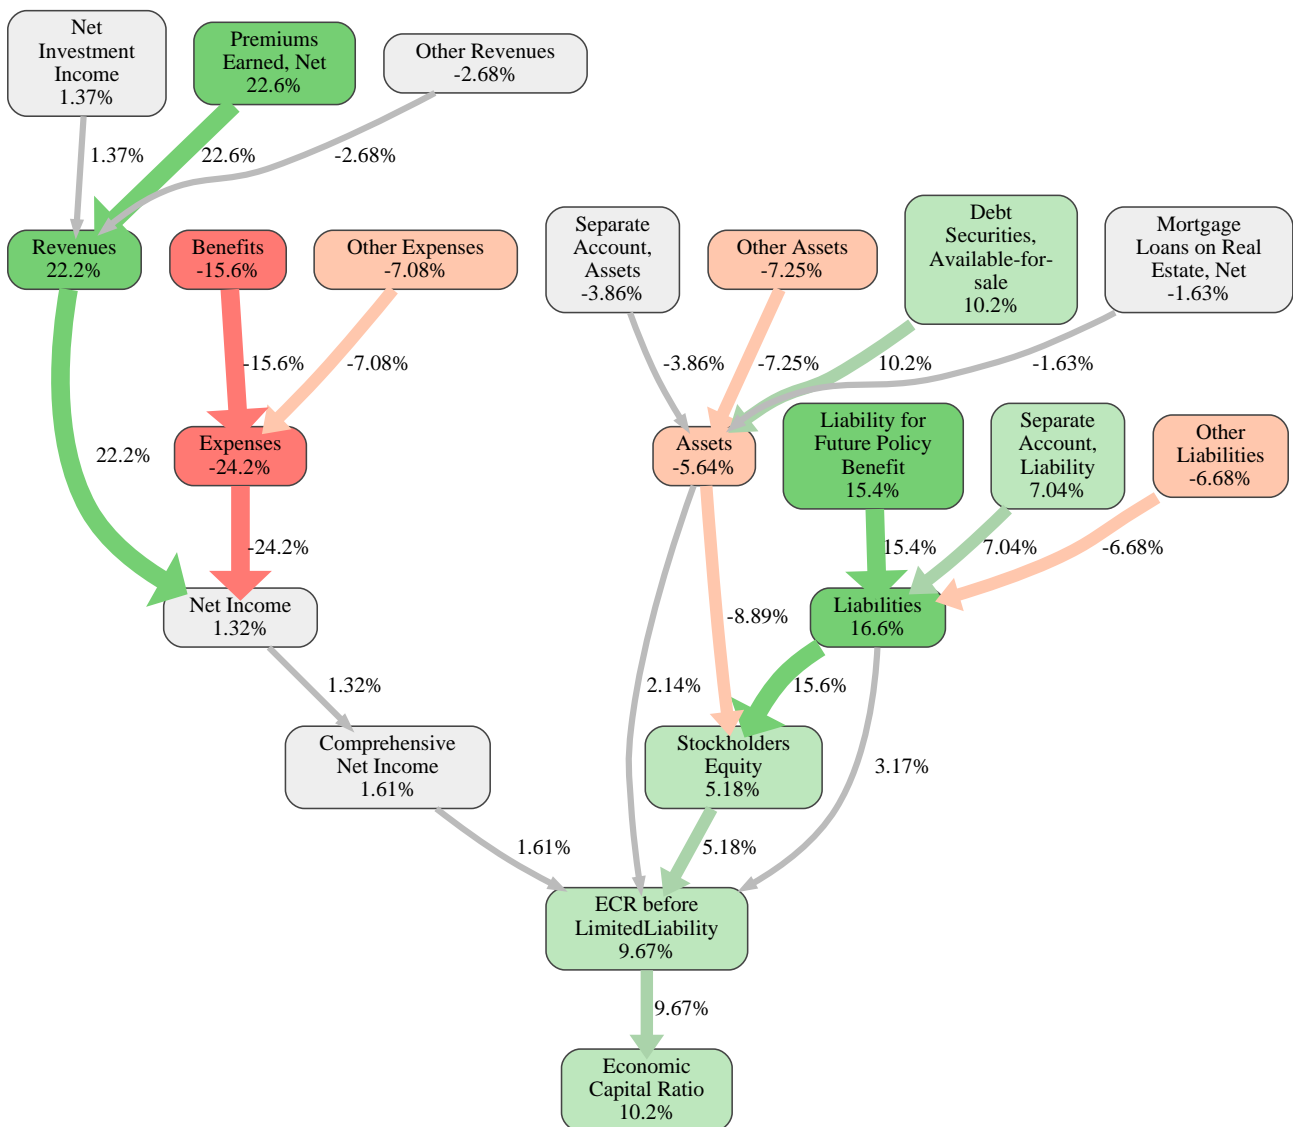 Net
Investment
Income
1.37%
Premiums
Earned, Net
22.6%
Other Revenues
-2.68%
1.37%
22.6%
-2.68%
Revenues
22.2%
Benefits
-15.6%
Other Expenses
-7.08%
Separate
Account,
Assets
-3.86%
Other Assets
-7.25%
Debt
Securities,
Available-for-
sale
10.2%
Mortgage
Loans on Real
Estate, Net
-1.63%
-15.6%
-7.08%
-3.86%
-7.25%
10.2%
-1.63%
22.2%
Expenses
-24.2%
Assets
-5.64%
Liability for
Future Policy
Benefit
15.4%
Separate
Account,
Liability
7.04%
Other
Liabilities
-6.68%
-24.2%
15.4%
7.04%
-6.68%
Net Income
1.32%
-8.89%
Liabilities
16.6%
1.32%
2.14%
15.6%
Comprehensive
Net Income
1.61%
Stockholders
Equity
5.18%
3.17%
1.61%
5.18%
ECR before
LimitedLiability
9.67%
9.67%
Economic
Capital Ratio
10.2%